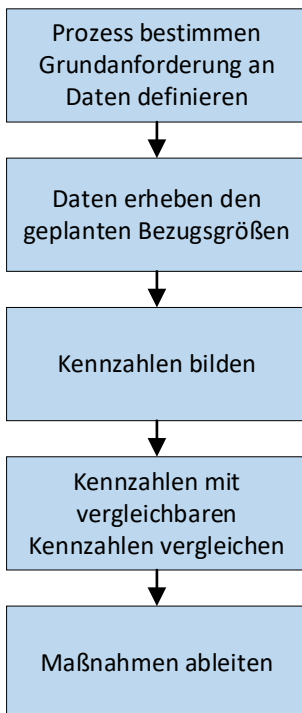 Prozess bestimmen
Grundanforderung an
Daten definieren
Daten erheben den
geplanten Bezugsgrößen
Kennzahlen bilden
Kennzahlen mit
vergleichbaren
Kennzahlen vergleichen
Maßnahmen ableiten